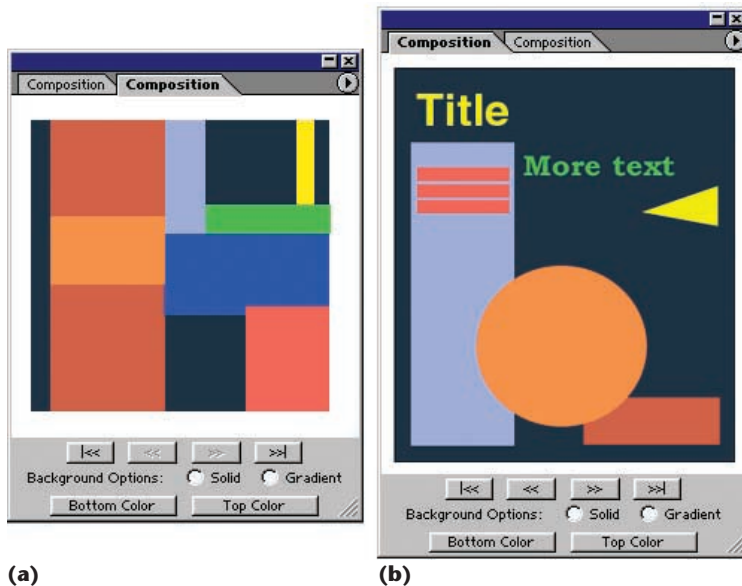 Composition Composition
|<< << >> >>|
Background Options: Solid Gradient
Bottom Color Top Color
(a)
Composition Composition
Title
More text
|<< << >> >>|
Background Options: Solid Gradient
Bottom Color Top Color
(b)